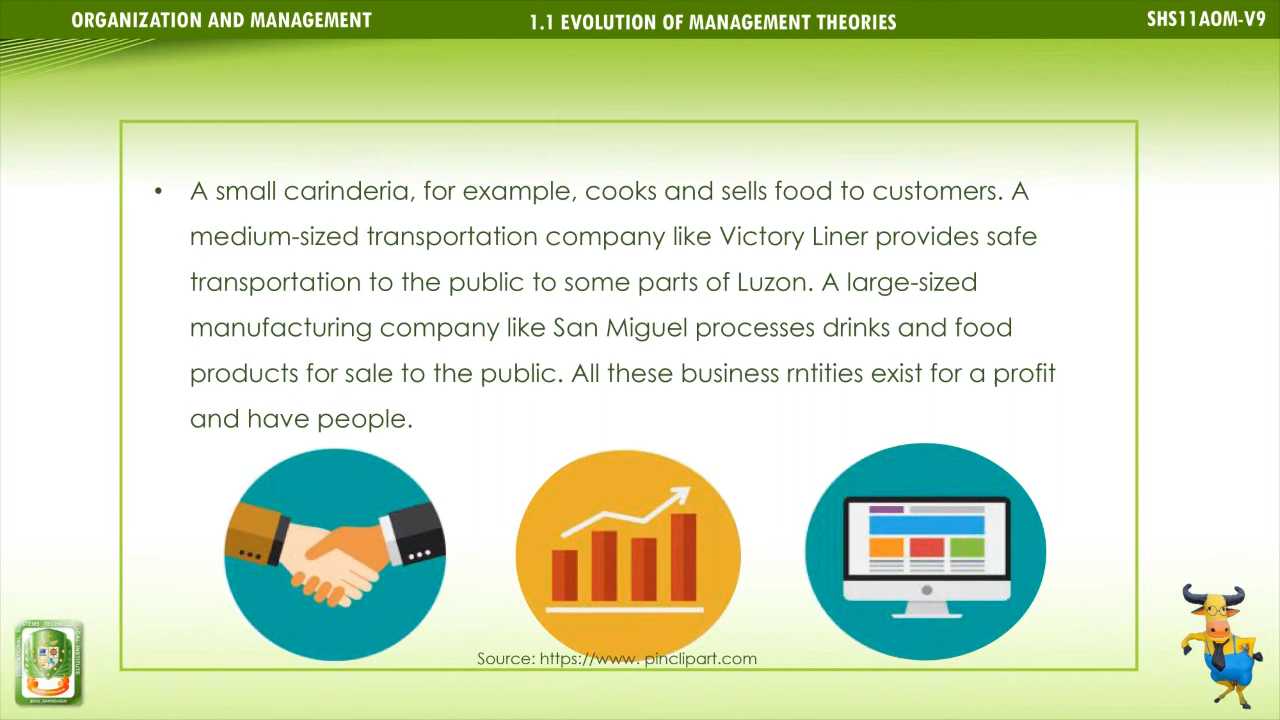 ORGANIZATION AND MANAGEMENT
1.1 EVOLUTION OF MANAGEMENT THEORIES
SHS11AOM-V9
• A small carinderia, for example, cooks and sells food to customers. A
medium-sized transportation company like Victory Liner provides safe
transportation to the public to some parts of Luzon. A large-sized
manufacturing company like San Miguel processes drinks and food
products for sale to the public. All these business rntities exist for a profit
and have people.
Source: https://www. pinclipart.com